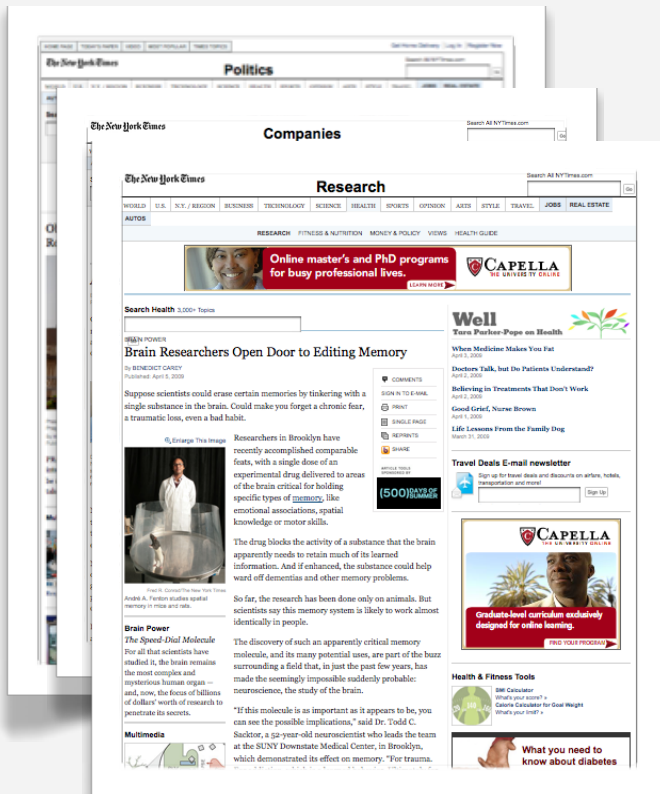 HOME PAGE TODAY'S PAPER VIDEO MOST POPULAR TIMES TOPICS
Get Home Delivery Log In Register Now
The New York Times
Politics
JOBS REAL ESTATE
The New York Times
Companies
Search All NYTimes.com
Go
The New York Times
Research
Search All NYTimes.com
Go
WORLD U.S. N.Y. / REGION BUSINESS TECHNOLOGY SCIENCE HEALTH SPORTS OPINION ARTS STYLE TRAVEL JOBS REAL ESTATE
AUTOS
RESEARCH FITNESS & NUTRITION MONEY & POLICY VIEWS HEALTH GUIDE
Online master's and PhD programs
for busy professional lives.
LEARN MORE
CAPELLA
THE UNIVERSITY ONLINE
Search Health 3,000+ Topics
BRAIN POWER
Brain Researchers Open Door to Editing Memory
By BENEDICT CAREY
Published: April 5, 2009
Suppose scientists could erase certain memories by tinkering with a
single substance in the brain. Could make you forget a chronic fear,
a traumatic loss, even a bad habit.
Enlarge This Image
Fred R. Conrad/The New York Times
André A. Fenton studies spatial
memory in mice and rats.
Brain Power
The Speed-Dial Molecule
For all that scientists have
studied it, the brain remains
the most complex and
mysterious human organ —
and, now, the focus of billions
of dollars' worth of research to
penetrate its secrets.
Multimedia
Researchers in Brooklyn have
recently accomplished comparable
feats, with a single dose of an
experimental drug delivered to areas
of the brain critical for holding
specific types of memory, like
emotional associations, spatial
knowledge or motor skills.
The drug blocks the activity of a substance that the brain
apparently needs to retain much of its learned
information. And if enhanced, the substance could help
ward off dementias and other memory problems.
So far, the research has been done only on animals. But
scientists say this memory system is likely to work almost
identically in people.
The discovery of such an apparently critical memory
molecule, and its many potential uses, are part of the buzz
surrounding a field that, in just the past few years, has
made the seemingly impossible suddenly probable:
neuroscience, the study of the brain.
“If this molecule is as important as it appears to be, you
can see the possible implications,” said Dr. Todd C.
Sacktor, a 52-year-old neuroscientist who leads the team
at the SUNY Downstate Medical Center, in Brooklyn,
which demonstrated its effect on memory. “For trauma.
COMMENTS
SIGN IN TO E-MAIL
PRINT
SINGLE PAGE
REPRINTS
SHARE
ARTICLE TOOLS
SPONSORED BY
(500) DAYS OF
SUMMER
Well
Tara Parker-Pope on Health
When Medicine Makes You Fat
April 3, 2009
Doctors Talk, but Do Patients Understand?
April 2, 2009
Believing in Treatments That Don't Work
April 2, 2009
Good Grief, Nurse Brown
April 1, 2009
Life Lessons From the Family Dog
March 31, 2009
Travel Deals E-mail newsletter
Sign up for travel deals and discounts on airfare, hotels,
transportation and more!
Sign Up
CAPELLA
THE UNIVERSITY ONLINE
Graduate-level curriculum exclusively
designed for online learning.
FIND YOUR PROGRAM
Health & Fitness Tools
BMI Calculator
What's your score? »
Calorie Calculator for Goal Weight
What's your limit? »
What you need to
know about diabetes